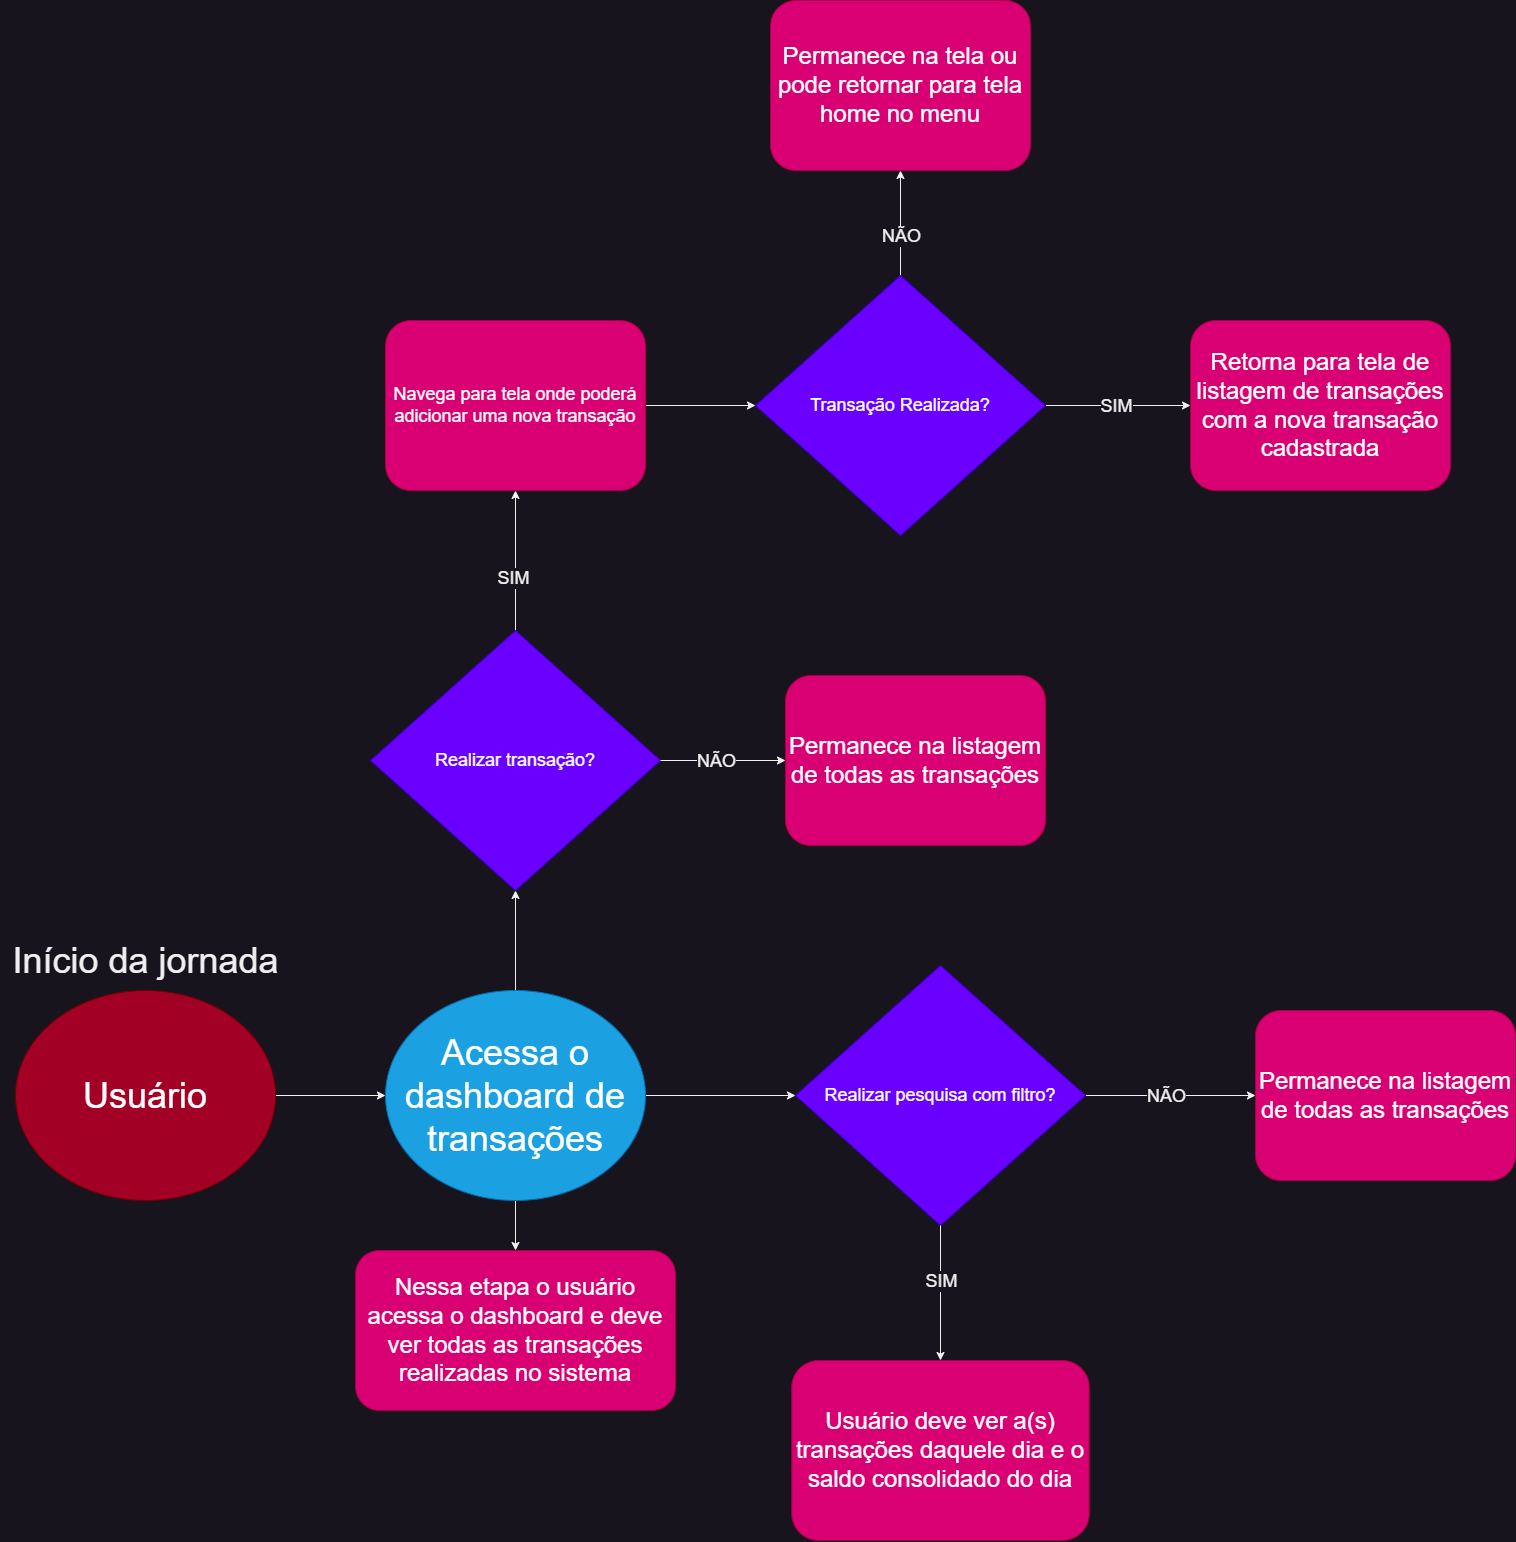 Permanece na tela ou
pode retornar para tela
home no menu
NÃO
Navega para tela onde poderá
adicionar uma nova transação
Transação Realizada?
SIM
Retorna para tela de
listagem de transações
com a nova transação
cadastrada
SIM
Realizar transação?
NÃO
Permanece na listagem
de todas as transações
Início da jornada
Usuário
Acessa o
dashboard de
transações
Realizar pesquisa com filtro?
NÃO
Permanece na listagem
de todas as transações
Nessa etapa o usuário
acessa o dashboard e deve
ver todas as transações
realizadas no sistema
SIM
Usuário deve ver a(s)
transações daquele dia e o
saldo consolidado do dia